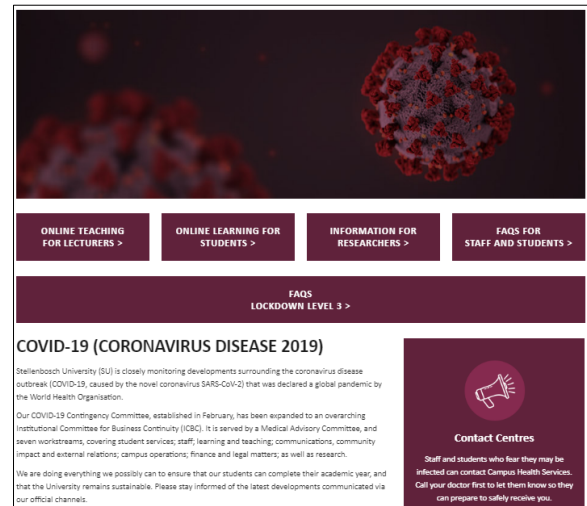 ONLINE TEACHING
FOR LECTURERS >
ONLINE LEARNING FOR
STUDENTS >
INFORMATION FOR
RESEARCHERS >
FAQS FOR
STAFF AND STUDENTS >
FAQS
LOCKDOWN LEVEL 3 >
COVID-19 (CORONAVIRUS DISEASE 2019)
Stellenbosch University (SU) is closely monitoring developments surrounding the coronavirus disease
outbreak (COVID-19, caused by the novel coronavirus SARS-CoV-2) that was declared a global pandemic by
the World Health Organisation.
Our COVID-19 Contingency Committee, established in February, has been expanded to an overarching
Institutional Committee for Business Continuity (ICBC). It is served by a Medical Advisory Committee, and
seven workstreams, covering student services; staff; learning and teaching; communications, community
impact and external relations; campus operations; finance and legal matters; as well as research.
We are doing everything we possibly can to ensure that our students can complete their academic year, and
that the University remains sustainable. Please stay informed of the latest developments communicated via
our official channels.
Contact Centres
Staff and students who fear they may be
infected can contact Campus Health Services.
Call your doctor first to let them know so they
can prepare to safely receive you.